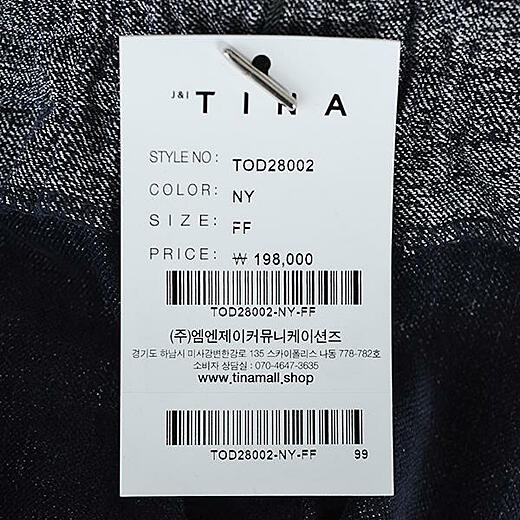 J&I TINA
STYLE NO : TOD28002
COLOR: NY
SIZE: FF
PRICE: ₩ 198,000
TOD28002-NY-FF
(주)엠엔제이커뮤니케이션즈
경기도 하남시 미사강변한강로 135 스카이폴리스 나동 778-782호
소비자 상담실 : 070-4647-3635
www.tinamall.shop
TOD28002-NY-FF 99